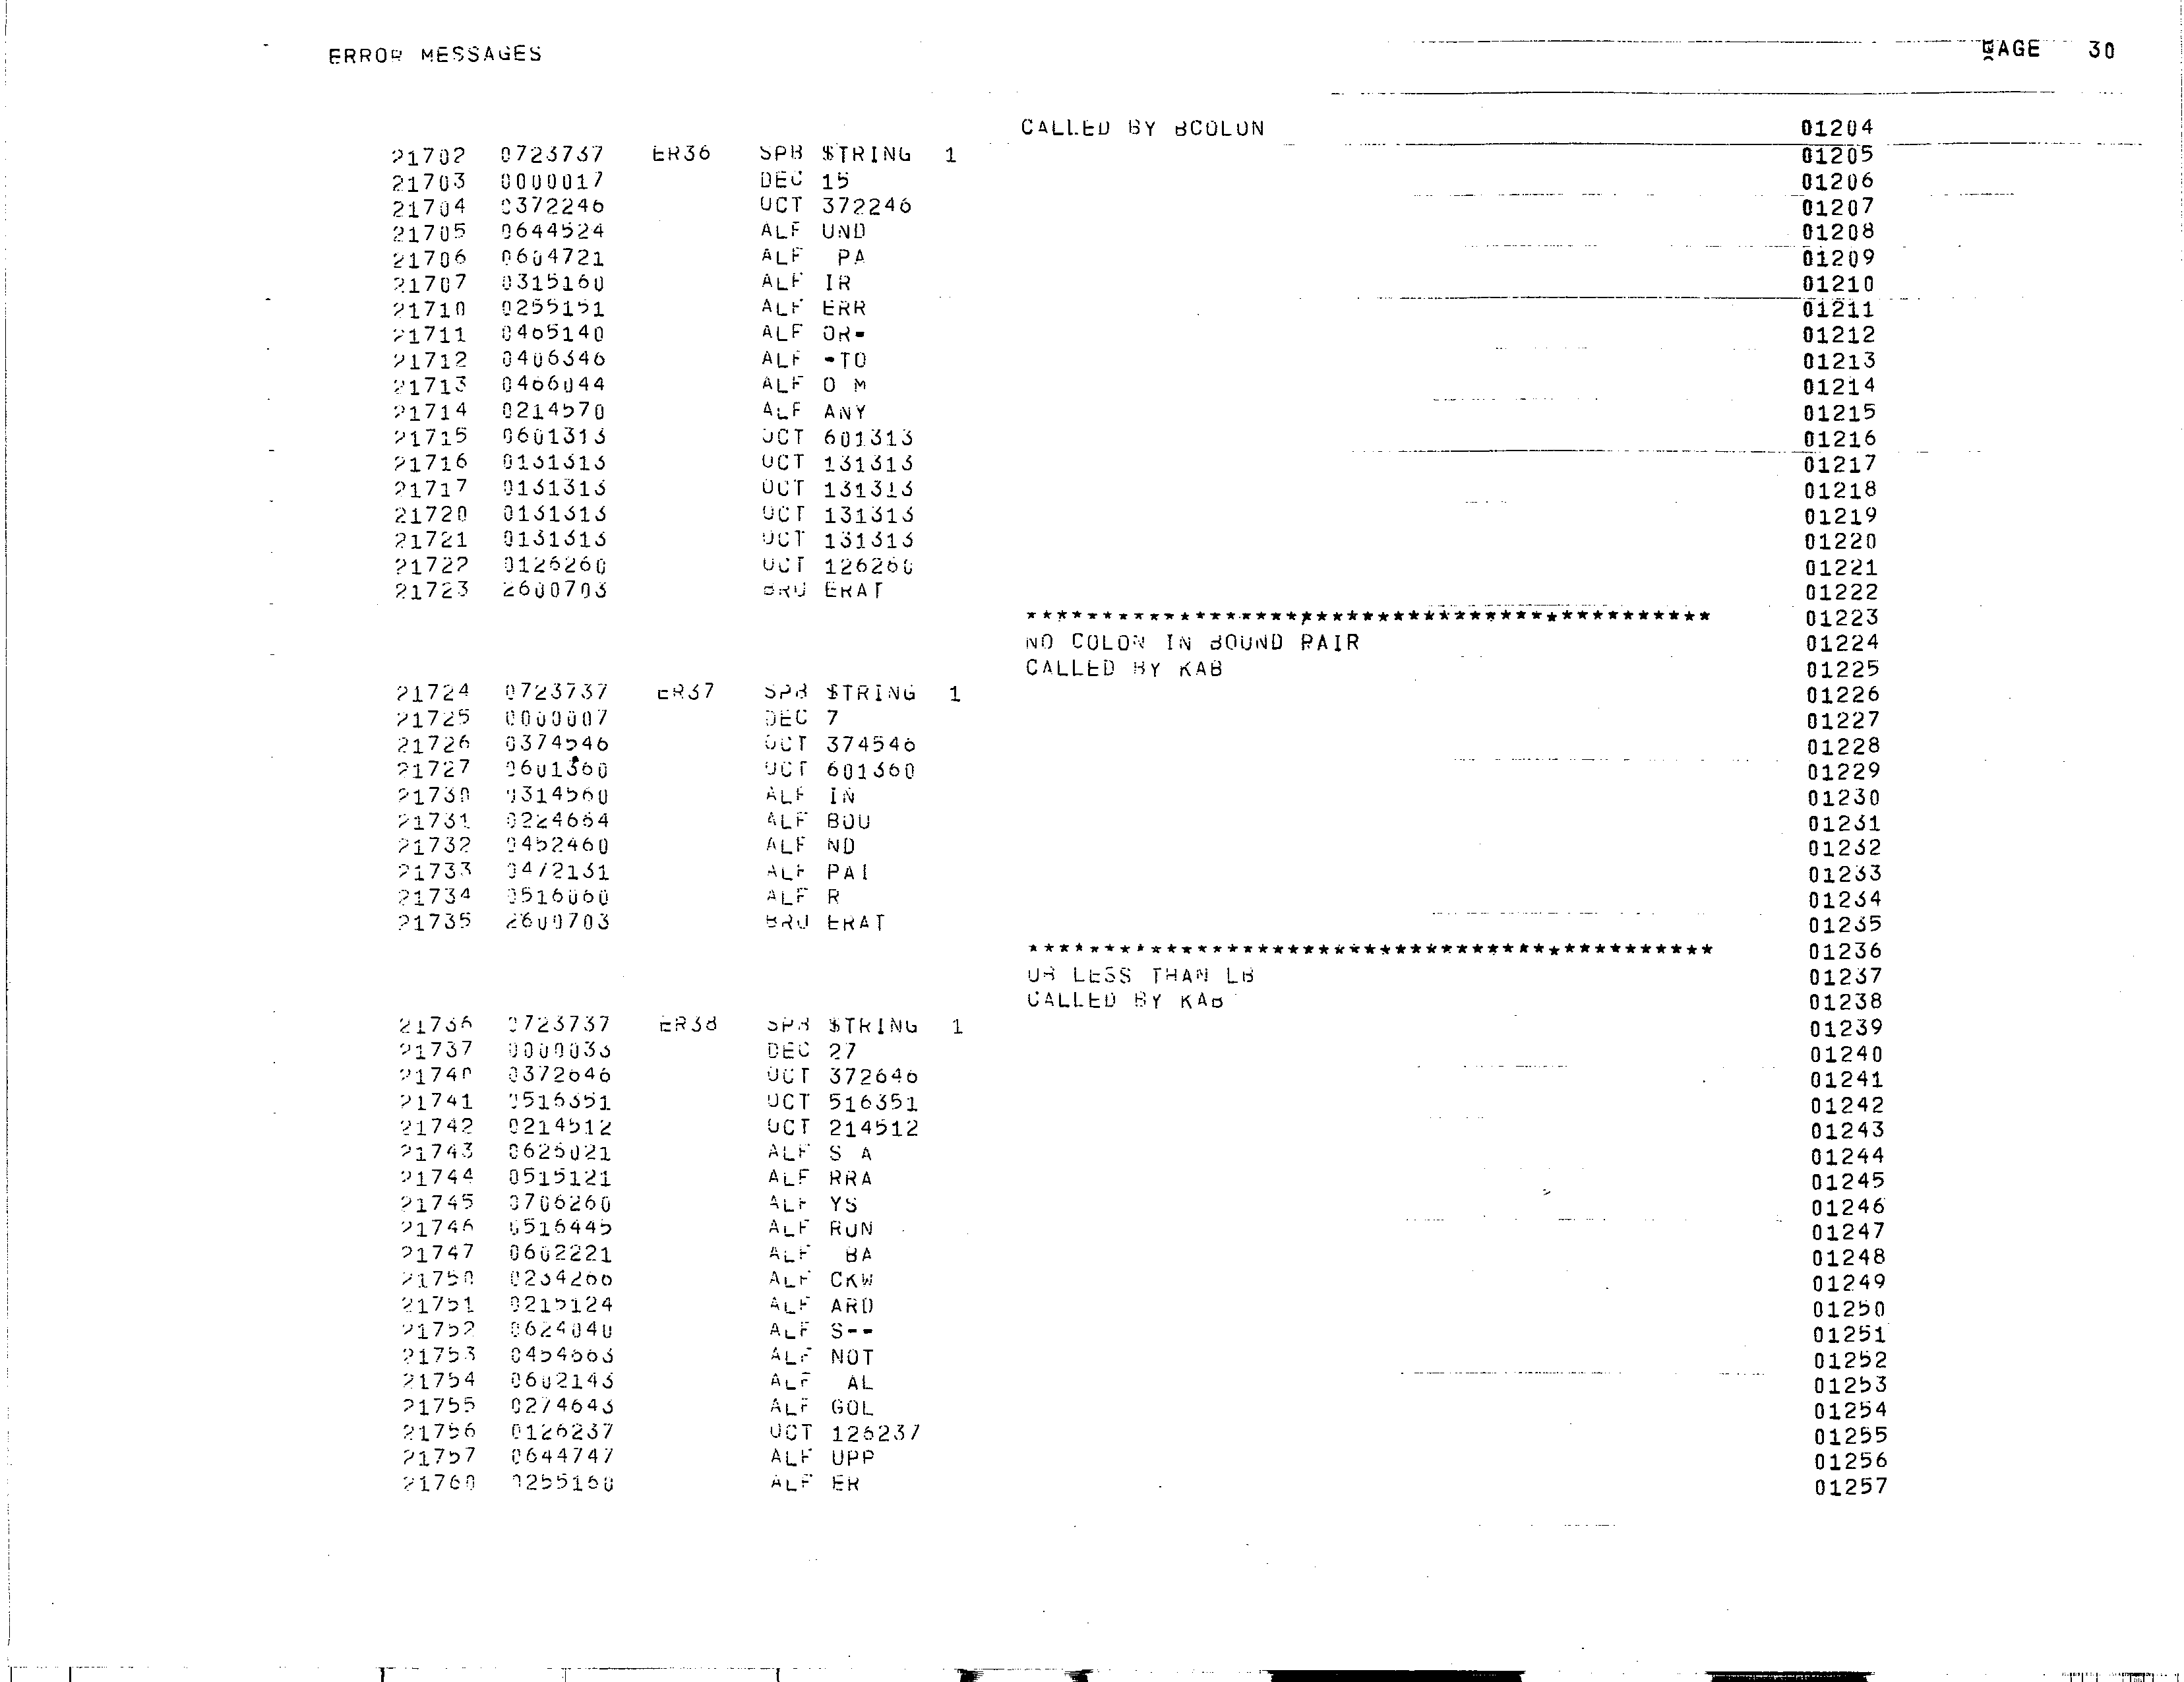 ERROR MESSAGES PAGE 30
CALLED BY BCOLON 01204
21702 0723737 ER36 SPB $TRING 1 01205
21703 0000017 DEC 15 01206
21704 0372246 OCT 372246 01207
21705 0644524 ALF UND 01208
21706 0604721 ALF PA 01209
21707 0315160 ALF IR 01210
21710 0255151 ALF ERR 01211
21711 0465140 ALF OR- 01212
21712 0406346 ALF -TO 01213
21713 0466044 ALF O M 01214
21714 0214570 ALF ANY 01215
21715 0601313 OCT 601313 01216
21716 0131313 OCT 131313 01217
21717 0131313 OCT 131313 01218
21720 0131313 OCT 131313 01219
21721 0131313 OCT 131313 01220
21722 0126260 OCT 126260 01221
21723 2600703 BRU ERAT 01222
********************************************* 01223
NO COLON IN BOUND PAIR 01224
CALLED BY KAB 01225
21724 0723737 ER37 SPB $TRING 1 01226
21725 0000007 DEC 7 01227
21726 0374546 OCT 374546 01228
21727 0601360 OCT 601360 01229
21730 0314560 ALF IN 01230
21731 0224664 ALF BOU 01231
21732 0452460 ALF ND 01232
21733 0472131 ALF PAI 01233
21734 0516060 ALF R 01234
21735 2600703 BRU ERAT 01235
********************************************* 01236
UB LESS THAN LB 01237
CALLED BY KAB 01238
21736 0723737 ER38 SPB $TRING 1 01239
21737 0000033 DEC 27 01240
21740 0372646 OCT 372646 01241
21741 0516351 OCT 516351 01242
21742 0214512 OCT 214512 01243
21743 0626021 ALF S A 01244
21744 0515121 ALF RRA 01245
21745 0706260 ALF YS 01246
21746 0516445 ALF RUN 01247
21747 0602221 ALF BA 01248
21750 0234266 ALF CKW 01249
21751 0215124 ALF ARD 01250
21752 0624040 ALF S-- 01251
21753 0454663 ALF NOT 01252
21754 0602143 ALF AL 01253
21755 0274643 ALF GOL 01254
21756 0126237 OCT 126237 01255
21757 0644747 ALF UPP 01256
21760 0255160 ALF ER 01257